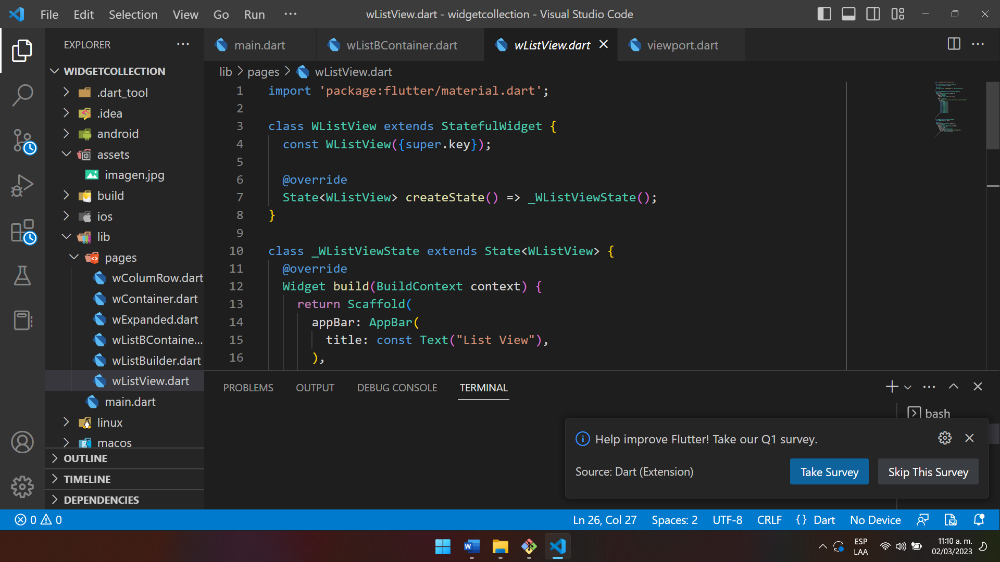 File Edit Selection View Go Run ··· wListView.dart - widgetcollection - Visual Studio Code
EXPLORER ···
WIDGETCOLLECTION
.dart_tool
.idea
android
assets
imagen.jpg
build
ios
lib
pages
wColumRow.dart
wContainer.dart
wExpanded.dart
wListBContaine...
wListBuilder.dart
wListView.dart
main.dart
linux
macos
OUTLINE
TIMELINE
DEPENDENCIES
main.dart wListBContainer.dart wListView.dart viewport.dart
lib > pages > wListView.dart
1 import 'package:flutter/material.dart';
2
3 class WListView extends StatefulWidget {
4 const WListView({super.key});
5
6 @override
7 State<WListView> createState() => _WListViewState();
8 }
9
10 class _WListViewState extends State<WListView> {
11 @override
12 Widget build(BuildContext context) {
13 return Scaffold(
14 appBar: AppBar(
15 title: const Text("List View"),
16 ),
PROBLEMS OUTPUT DEBUG CONSOLE TERMINAL
bash
Help improve Flutter! Take our Q1 survey.
Source: Dart (Extension) Take Survey Skip This Survey
0 0 Ln 26, Col 27 Spaces: 2 UTF-8 CRLF {} Dart No Device
ESP
LAA
11:10 a. m.
02/03/2023